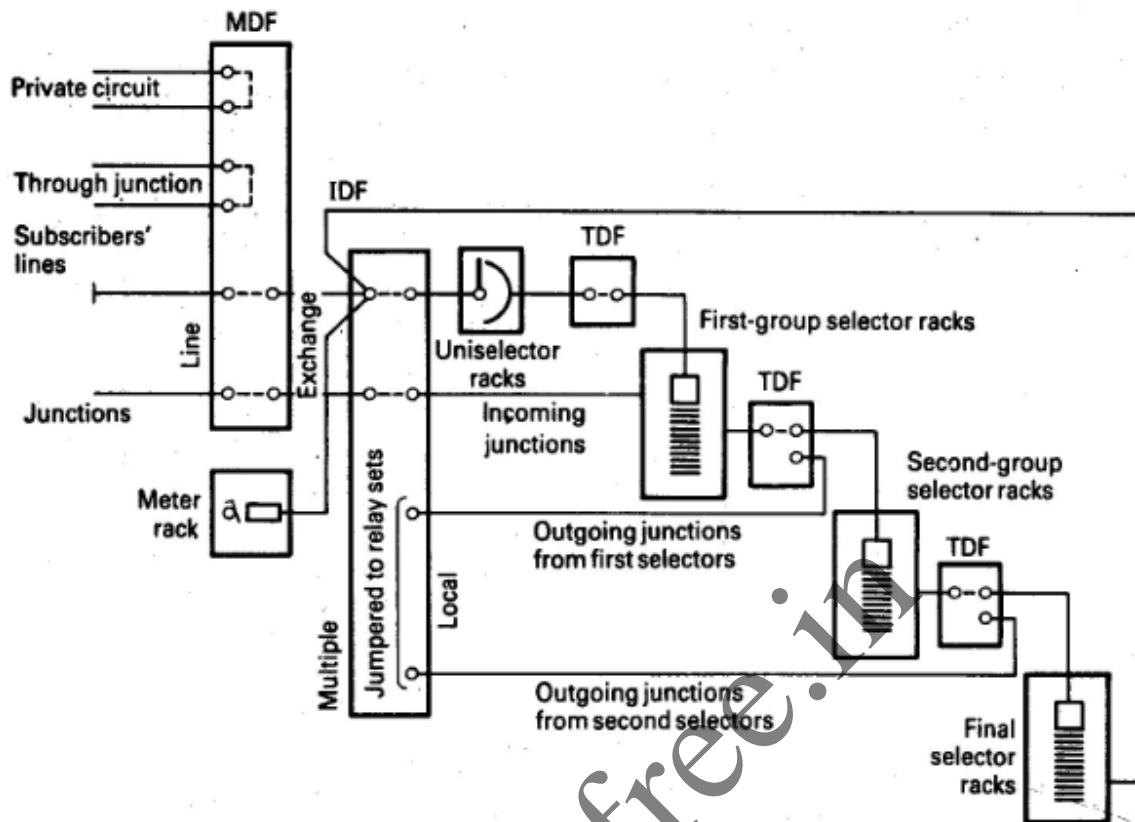 MDF
Private circuit
Through junction
IDF
Subscribers'
lines
TDF
Line
Exchange
Uniselector
racks
First-group selector racks
TDF
Junctions
Incoming
junctions
Meter
rack
Multiple
Jumpered to relay sets
Local
Outgoing junctions
from first selectors
Second-group
selector racks
TDF
Outgoing junctions
from second selectors
Final
selector
racks
free.in